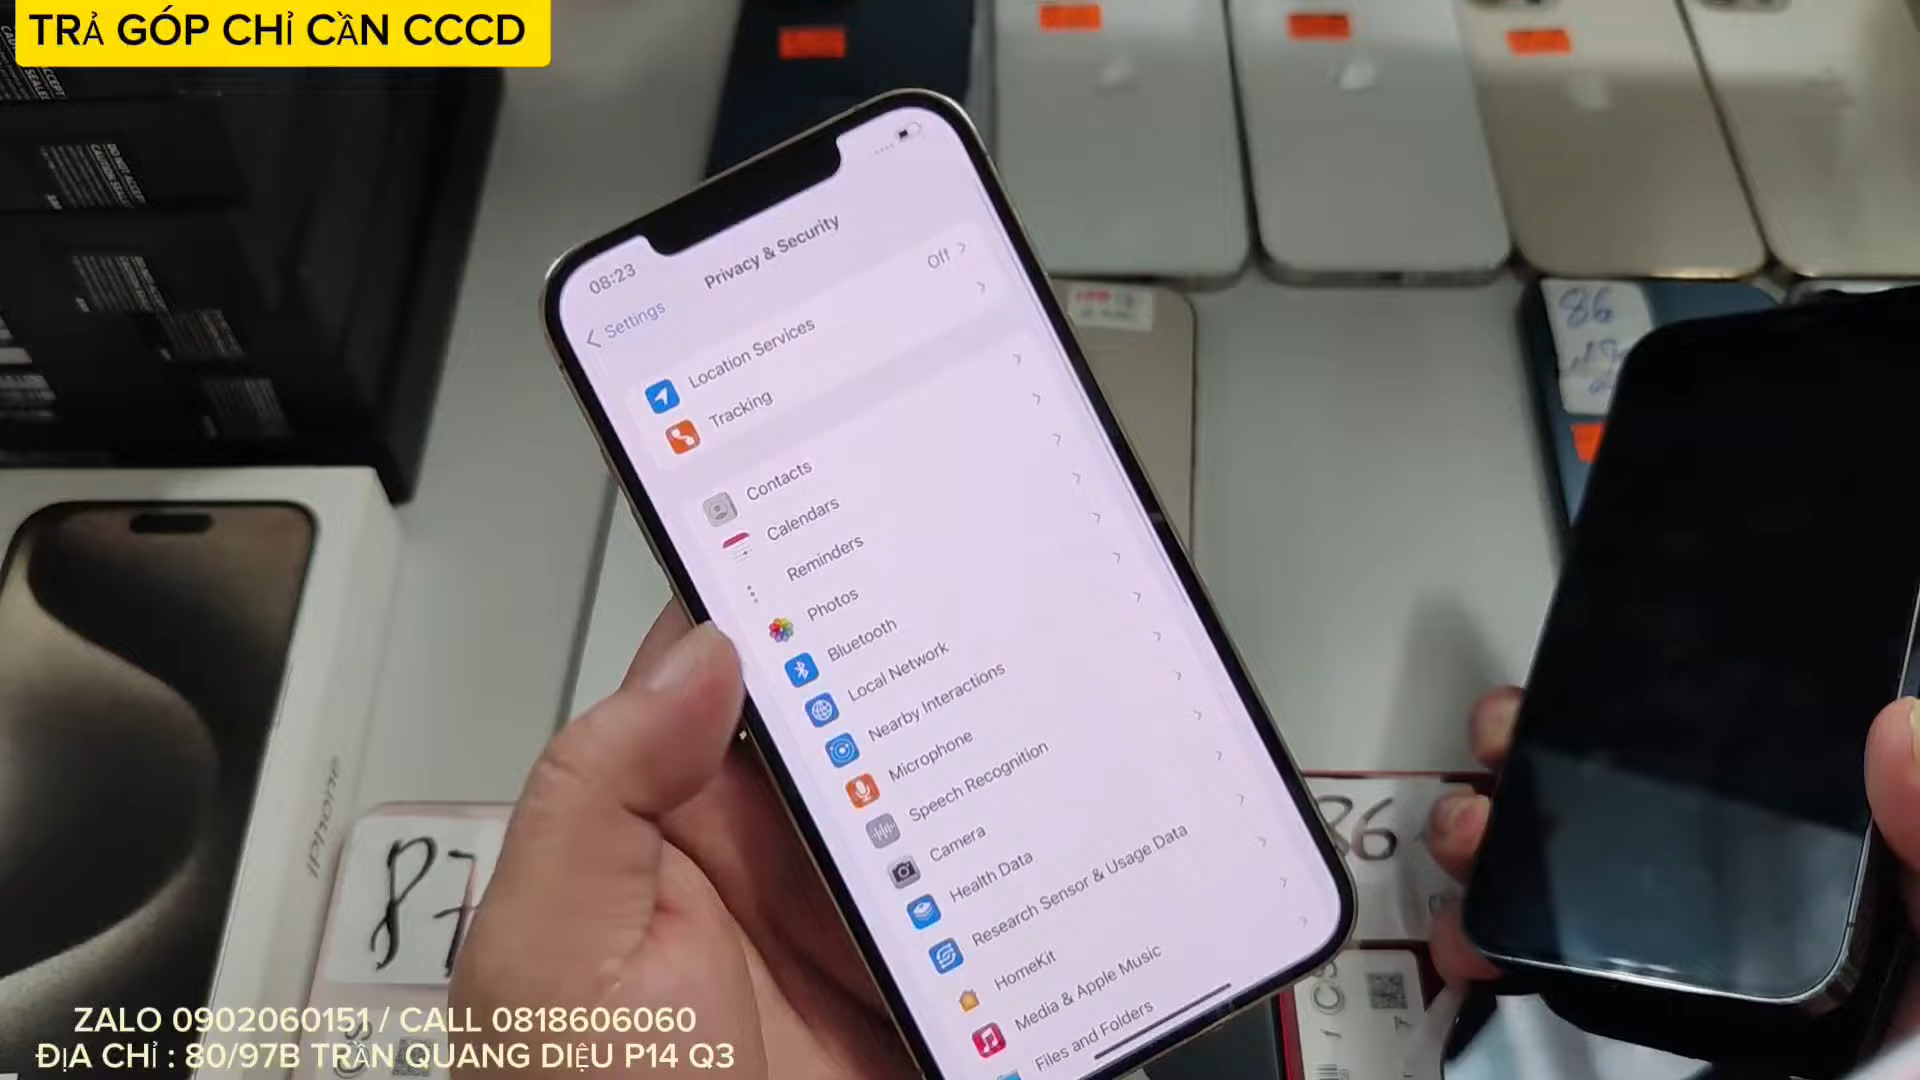 TRẢ GÓP CHỈ CẦN CCCD
08:23
Settings
Privacy & Security
Location Services
Off
Tracking
Contacts
Calendars
Reminders
Photos
Bluetooth
Local Network
Nearby Interactions
Microphone
Speech Recognition
Camera
Health Data
Research Sensor & Usage Data
HomeKit
Media & Apple Music
Files and Folders
86
iPhone
87
86
ZALO 0902060151 / CALL 0818606060
ĐỊA CHỈ : 80/97B TRẦN QUANG DIỆU P14 Q3